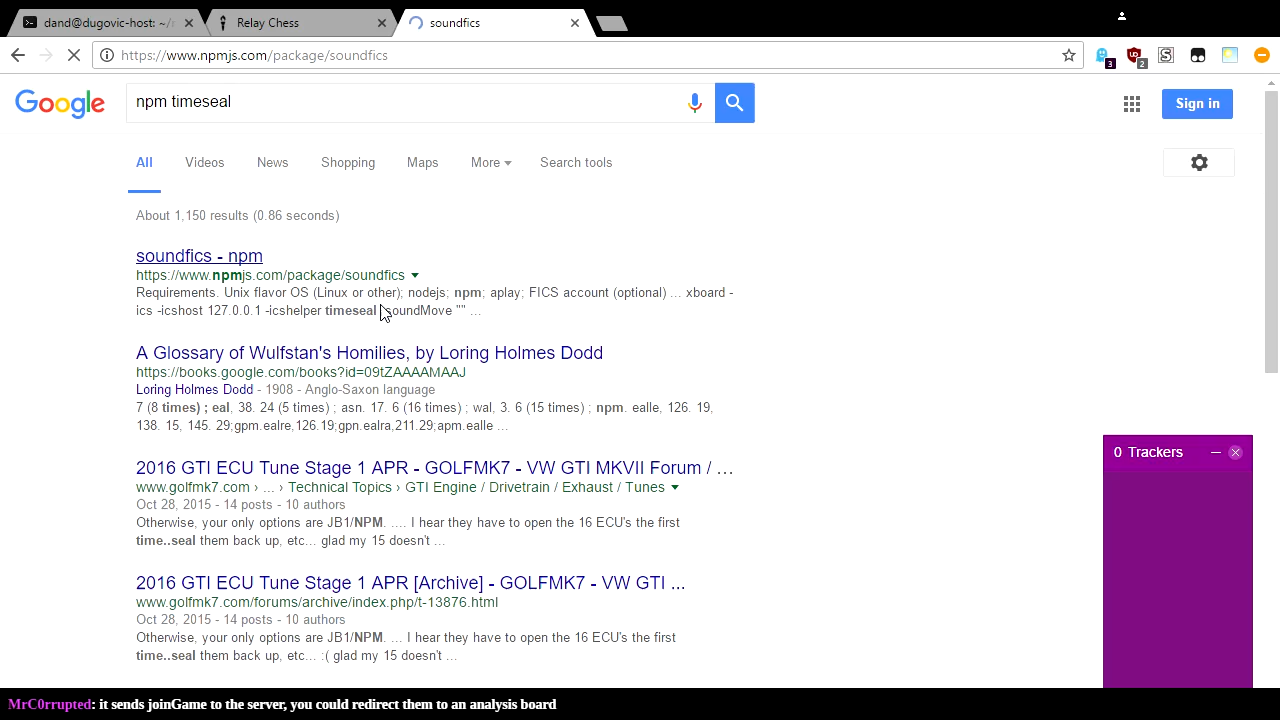 dand@dugovic-host: ~/
Relay Chess
soundfics
https://www.npmjs.com/package/soundfics
3
2
Google
npm timeseal
Sign in
All
Videos
News
Shopping
Maps
More
Search tools
About 1,150 results (0.86 seconds)
soundfics - npm
https://www.npmjs.com/package/soundfics
Requirements. Unix flavor OS (Linux or other); nodejs; npm; aplay; FICS account (optional) ... xboard -
ics -icshost 127.0.0.1 -icshelper timeseal -soundMove "" ...
A Glossary of Wulfstan's Homilies, by Loring Holmes Dodd
https://books.google.com/books?id=09tZAAAAMAAJ
Loring Holmes Dodd - 1908 - Anglo-Saxon language
7 (8 times) ; eal, 38. 24 (5 times) ; asn. 17. 6 (16 times) ; wal, 3. 6 (15 times) ; npm. ealle, 126. 19,
138. 15, 145. 29;gpm.ealre,126.19;gpn.ealra,211.29;apm.ealle ...
2016 GTI ECU Tune Stage 1 APR - GOLFMK7 - VW GTI MKVII Forum / ...
www.golfmk7.com › ... › Technical Topics › GTI Engine / Drivetrain / Exhaust / Tunes
Oct 28, 2015 - 14 posts - 10 authors
Otherwise, your only options are JB1/NPM. .... I hear they have to open the 16 ECU's the first
time..seal them back up, etc... glad my 15 doesn't ...
2016 GTI ECU Tune Stage 1 APR [Archive] - GOLFMK7 - VW GTI ...
www.golfmk7.com/forums/archive/index.php/t-13876.html
Oct 28, 2015 - 14 posts - 10 authors
Otherwise, your only options are JB1/NPM. ... I hear they have to open the 16 ECU's the first
time..seal them back up, etc... :( glad my 15 doesn't ...
0 Trackers
MrC0rrupted: it sends joinGame to the server, you could redirect them to an analysis board